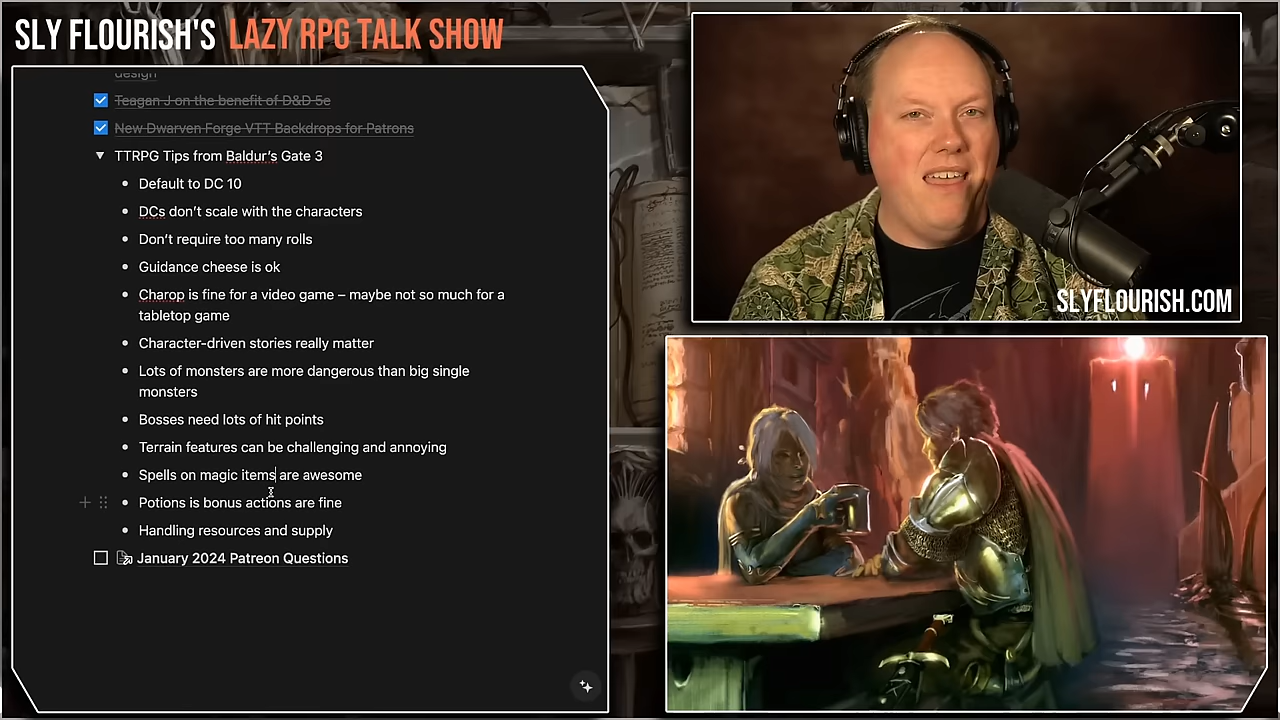 SLY FLOURISH'S LAZY RPG TALK SHOW
design
Teagan J on the benefit of D&D 5e
New Dwarven Forge VTT Backdrops for Patrons
TTRPG Tips from Baldur’s Gate 3
Default to DC 10
DCs don’t scale with the characters
Don’t require too many rolls
Guidance cheese is ok
Charop is fine for a video game – maybe not so much for a
tabletop game
Character-driven stories really matter
Lots of monsters are more dangerous than big single
monsters
Bosses need lots of hit points
Terrain features can be challenging and annoying
Spells on magic items are awesome
Potions is bonus actions are fine
Handling resources and supply
January 2024 Patreon Questions
SLYFLOURISH.COM